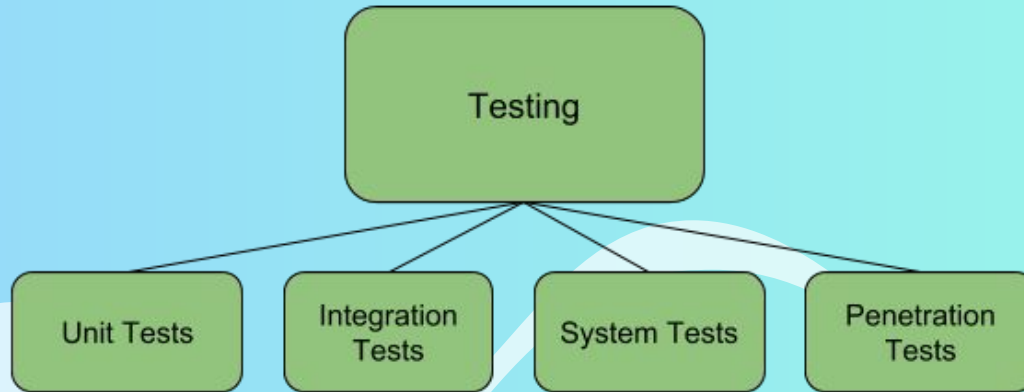 Testing
Unit Tests
Integration
Tests
System Tests
Penetration
Tests